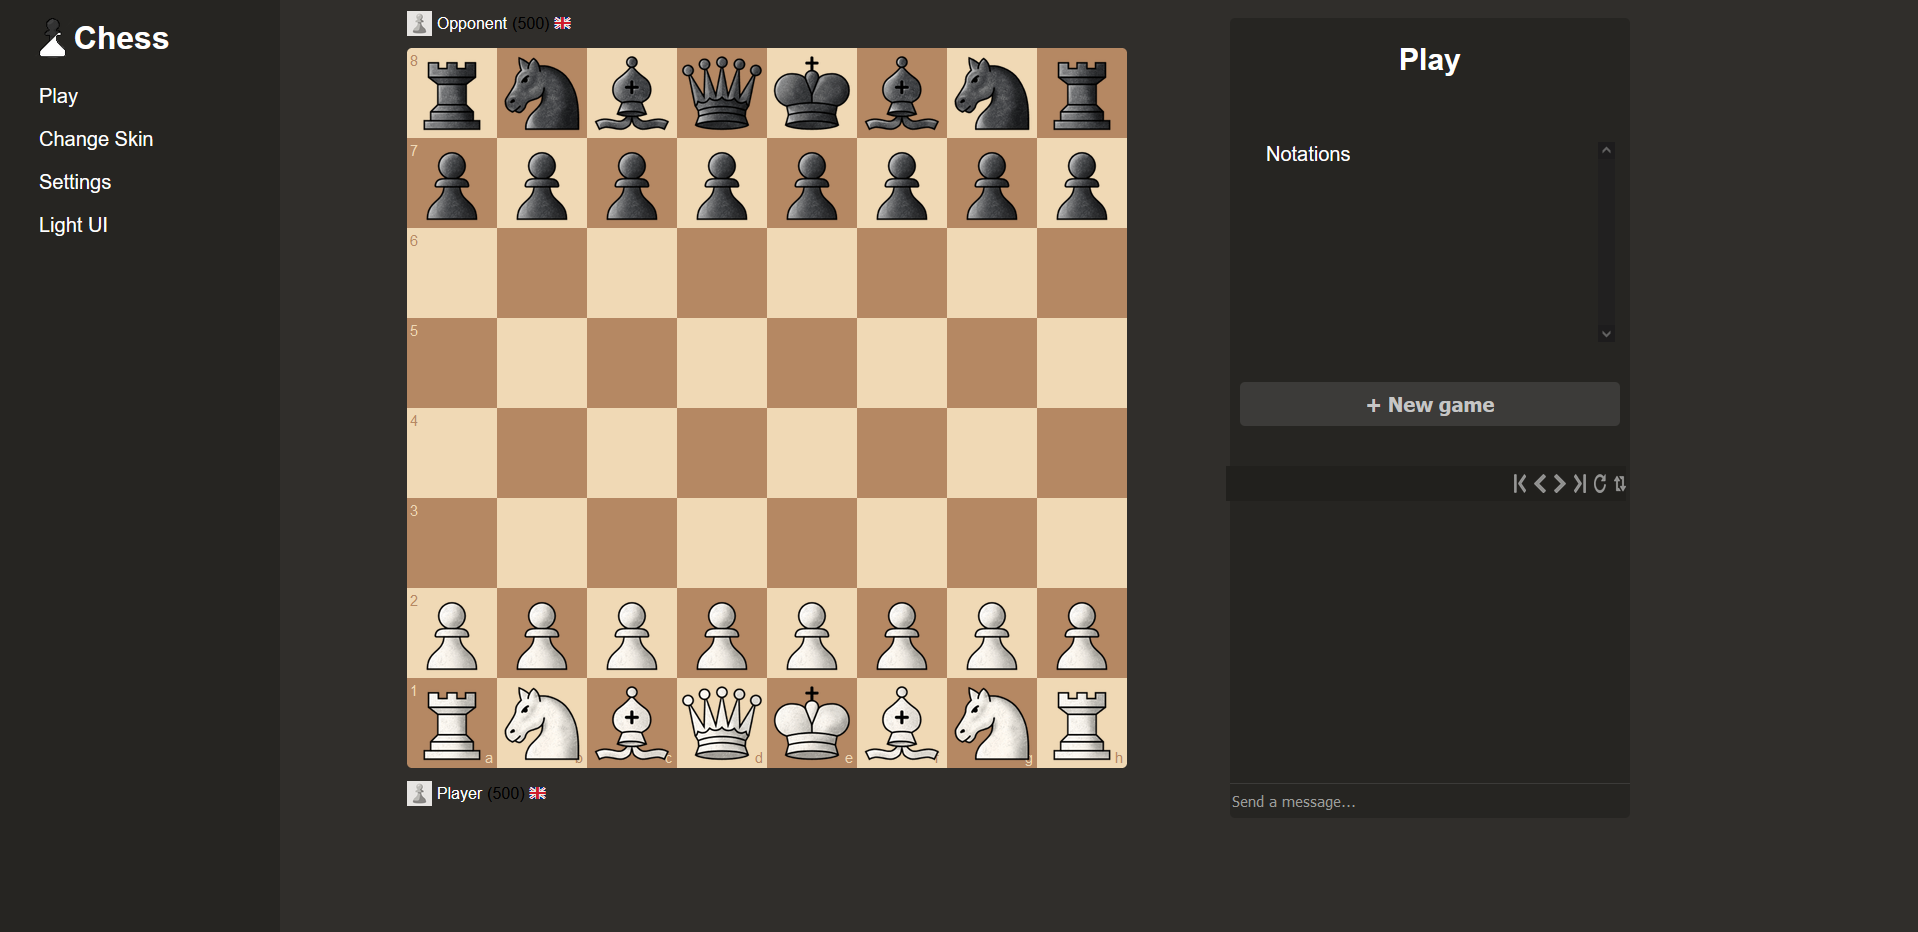 Chess
Play
Change Skin
Settings
Light UI
Opponent (500)
8
7
6
5
4
3
2
1
a
b
c
d
e
f
g
h
Player (500)
Play
Notations
+ New game
Send a message...